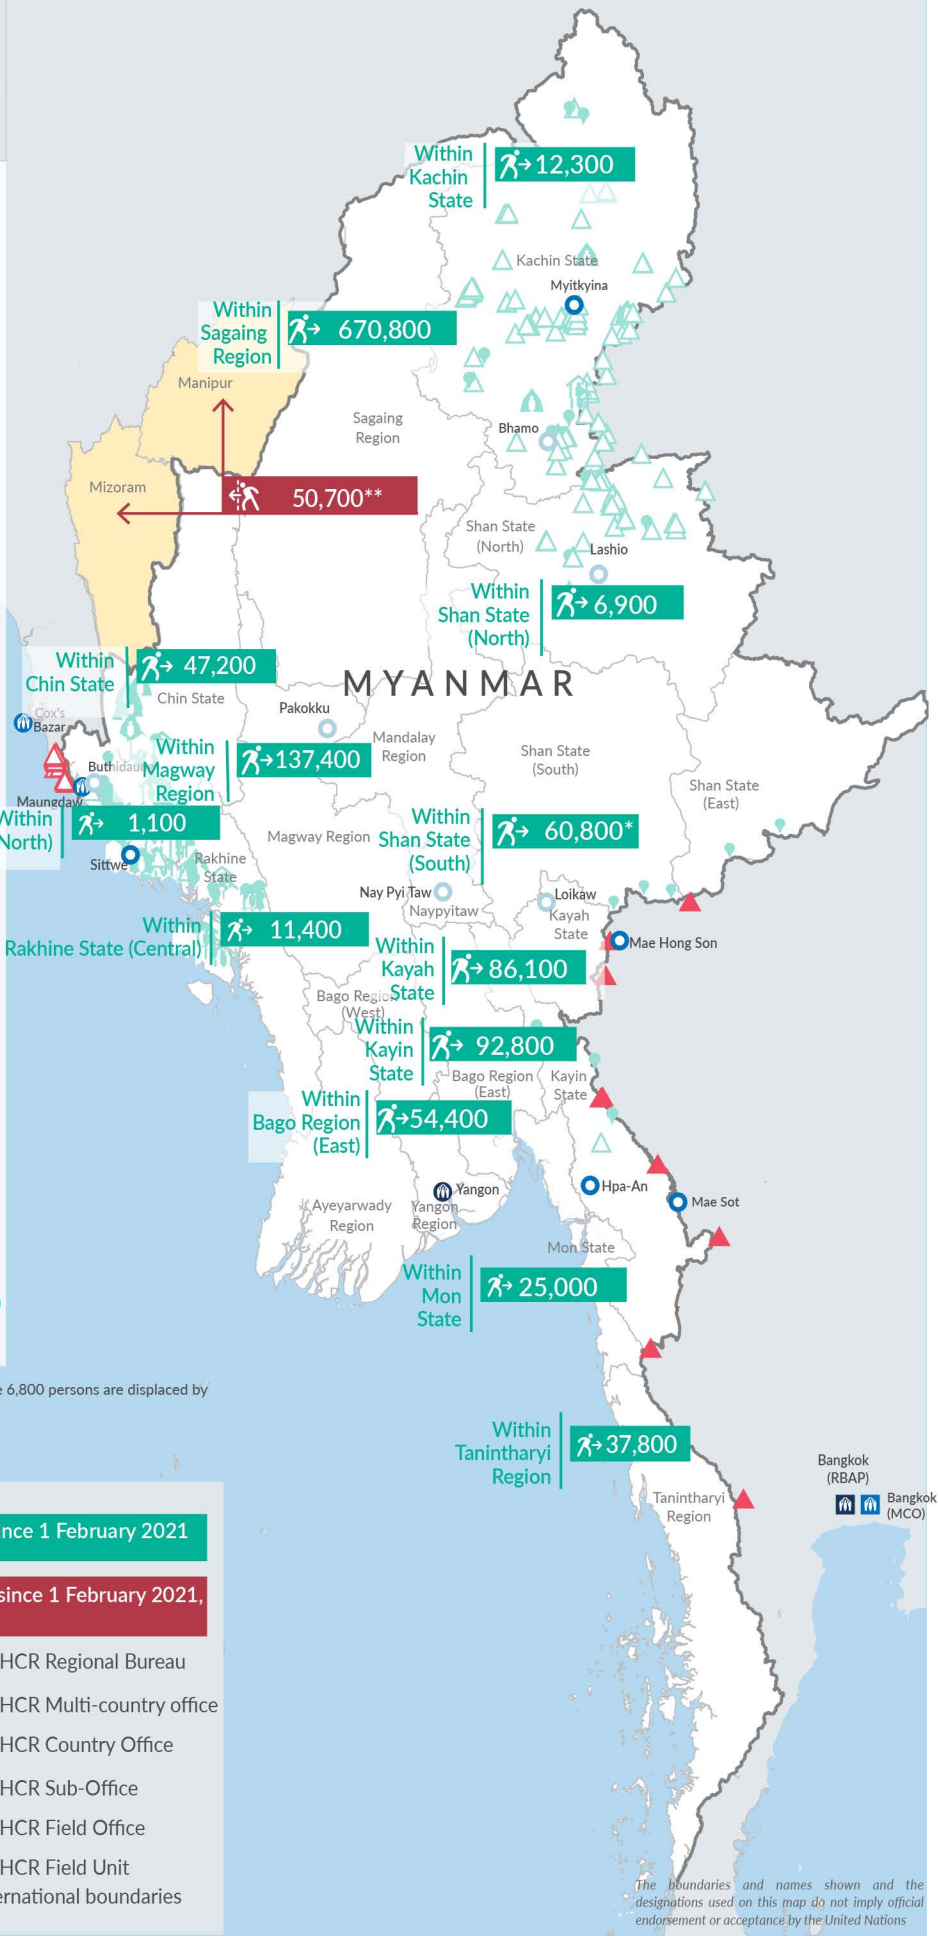 Within
Kachin
State
12,300
Kachin State
Myitkyina
Within
Sagaing
Region
670,800
Manipur
Sagaing
Region
Bhamo
Mizoram
50,700**
Shan State
(North)
Lashio
Within
Shan State
(North)
6,900
Within
Chin State
47,200
Chin State
MYANMAR
Pakokku
Cox's
Bazar
Mandalay
Region
Within
Magway
Region
137,400
Shan State
(South)
Buthidau
Shan State
(East)
Maungdaw
Within
North)
1,100
Magway Region
Within
Shan State
(South)
60,800*
Sittwe
Rakhine
State
Nay Pyi Taw
Naypyitaw
Loikaw
Kayah
State
Within
Rakhine State (Central)
11,400
Mae Hong Son
Within
Kayah
State
86,100
Bago Region
(West)
Within
Kayin
State
92,800
Bago Region
(East)
Kayin
State
Within
Bago Region
(East)
54,400
Hpa-An
Yangon
Mae Sot
Ayeyarwady
Region
Yangon
Region
Mon State
Within
Mon
State
25,000
e 6,800 persons are displaced by
Within
Tanintharyi
Region
37,800
Bangkok
(RBAP)
Bangkok
(MCO)
Tanintharyi
Region
ince 1 February 2021
since 1 February 2021,
HCR Regional Bureau
HCR Multi-country office
HCR Country Office
HCR Sub-Office
HCR Field Office
HCR Field Unit
ernational boundaries
The boundaries and names shown and the
designations used on this map do not imply official
endorsement or acceptance by the United Nations